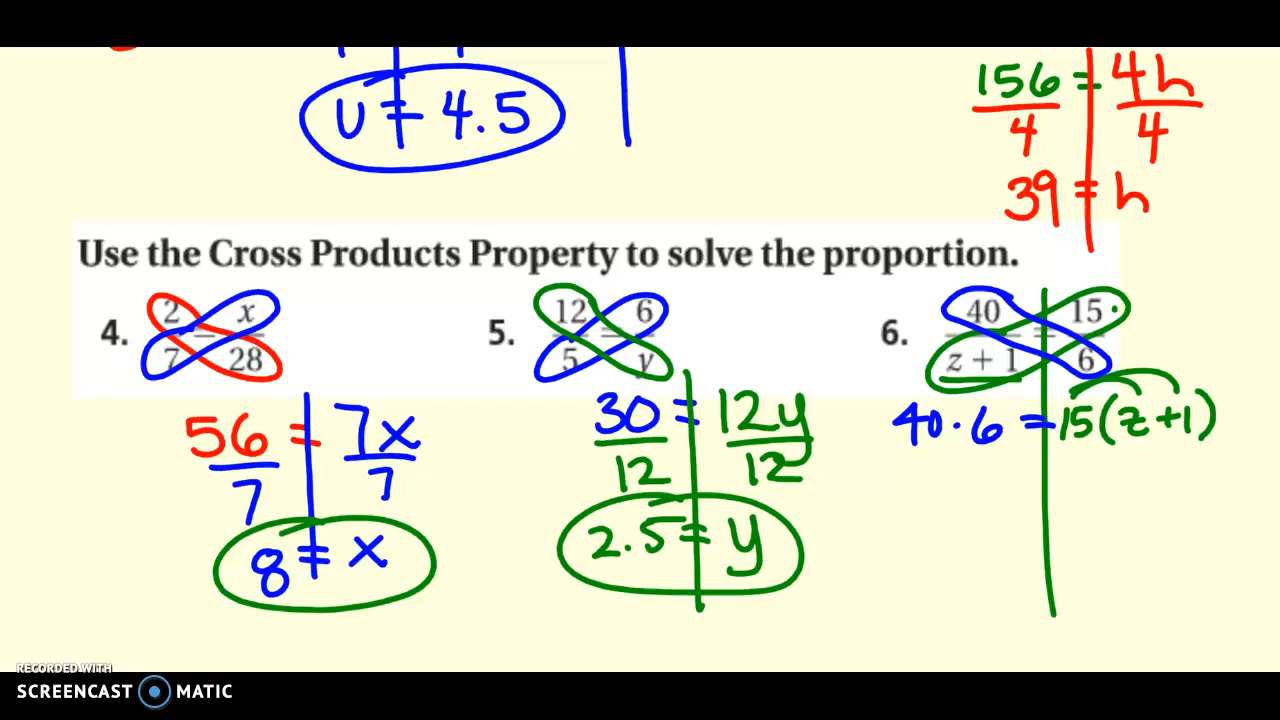 156 = 4h
4 4
39 = h
u = 4.5
Use the Cross Products Property to solve the proportion.
4. 2/7 = x/28
56 = 7x
7 7
8 = x
5. 12/5 = 6/y
30 = 12y
12 12
2.5 = y
6. 40/z + 1 = 15/6
40 · 6 = 15(z+1)
RECORDED WITH
SCREENCAST MATIC